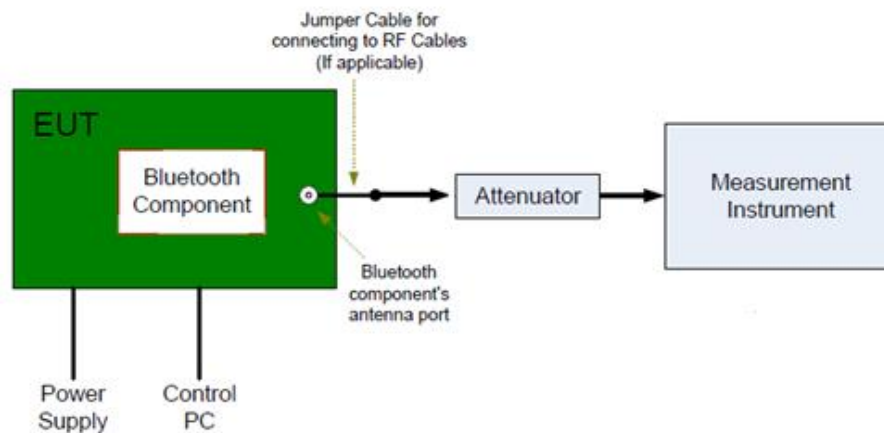 Jumper Cable for
connecting to RF Cables
(If applicable)
EUT
Bluetooth
Component
Attenuator
Measurement
Instrument
Bluetooth
component's
antenna port
Power
Supply
Control
PC